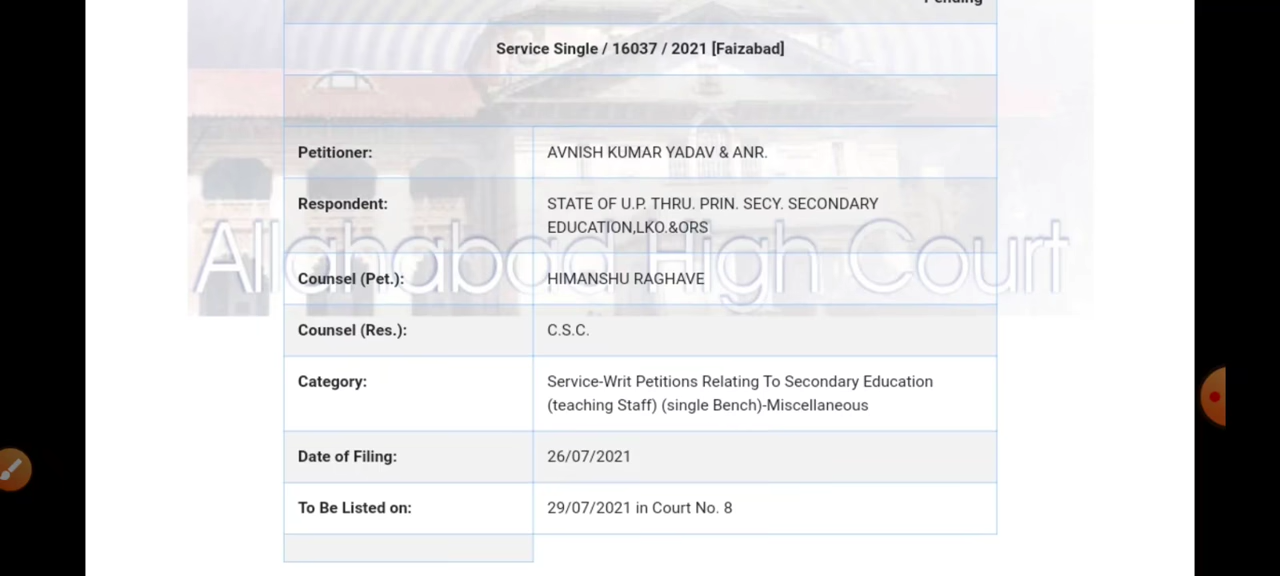 Pending
Service Single / 16037 / 2021 [Faizabad]
Petitioner: AVNISH KUMAR YADAV & ANR.
Respondent: STATE OF U.P. THRU. PRIN. SECY. SECONDARY
EDUCATION,LKO.&ORS
Allahabad High Court
Counsel (Pet.): HIMANSHU RAGHAVE
Counsel (Res.): C.S.C.
Category: Service-Writ Petitions Relating To Secondary Education
(teaching Staff) (single Bench)-Miscellaneous
Date of Filing: 26/07/2021
To Be Listed on: 29/07/2021 in Court No. 8